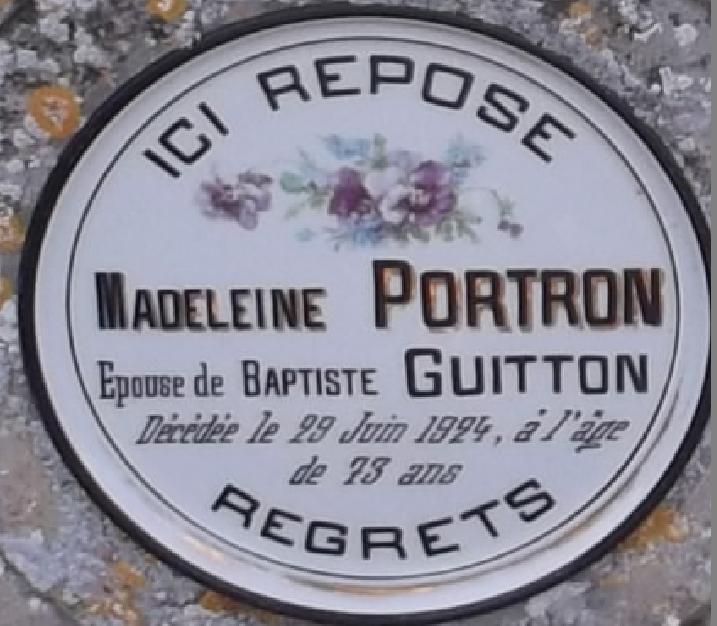 ICI REPOSE
MADELEINE PORTRON
Epouse de BAPTISTE GUITTON
Décédée le 29 Juin 1924, à l'âge
de 73 ans
REGRETS